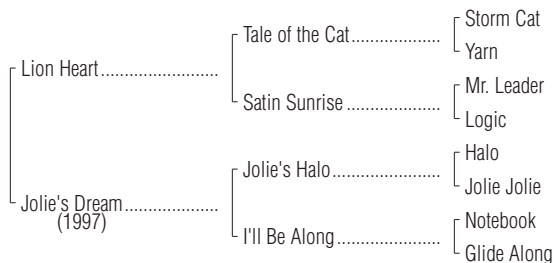 Storm Cat
Tale of the Cat....................
Yarn
Lion Heart.........................
Mr. Leader
Satin Sunrise....................
Logic
Halo
Jolie's Halo.......................
Jolie Jolie
Jolie's Dream....................
(1997)
Notebook
I'll Be Along......................
Glide Along